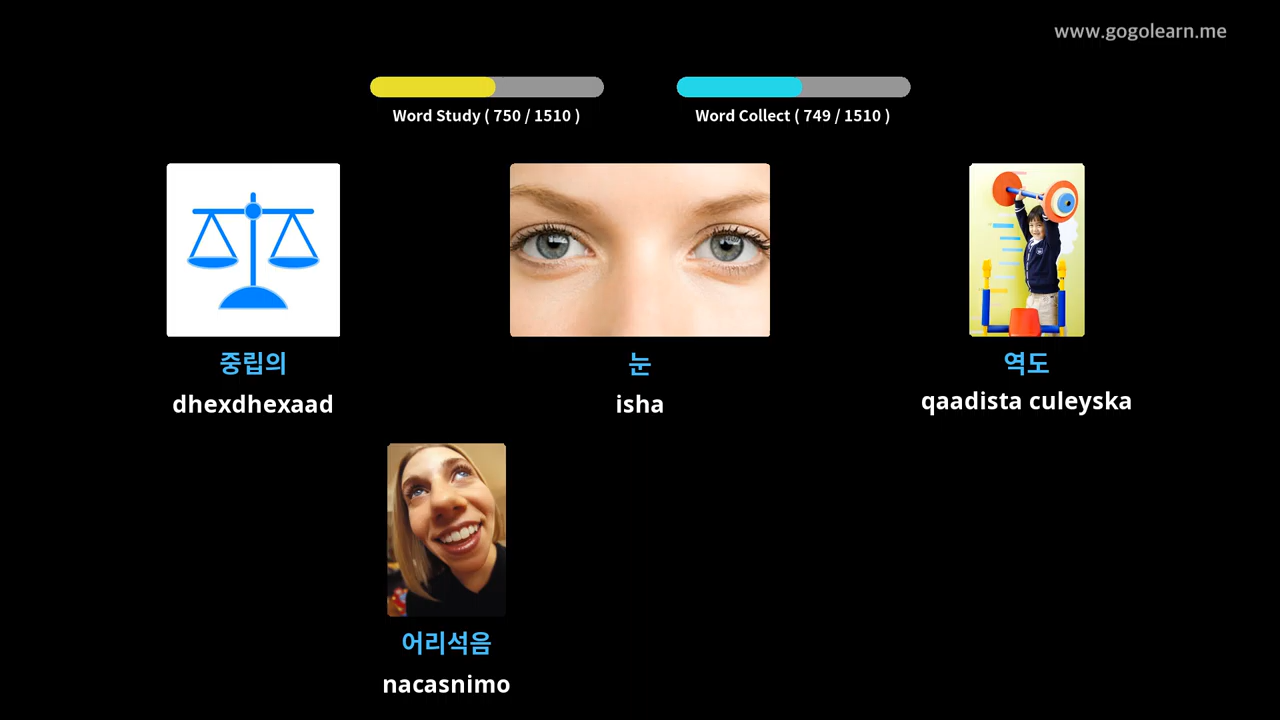 www.gogolearn.me
Word Study ( 750 / 1510 )
Word Collect ( 749 / 1510 )
중립의
dhexdhexaad
눈
isha
역도
qaadista culeyska
어리석음
nacasnimo